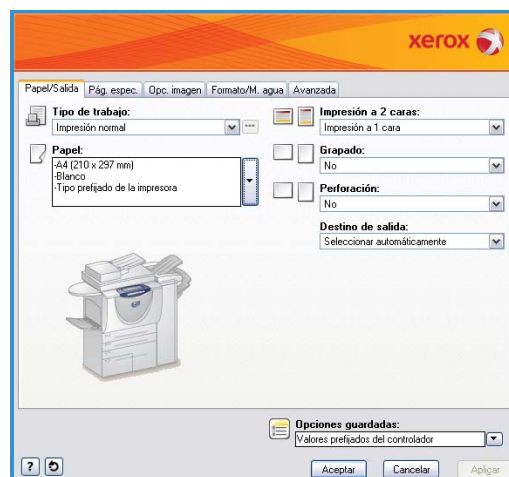 xerox
Papel/Salida Pág. espec. Opc. imagen Formato/M. agua Avanzada
Tipo de trabajo:
Impresión normal
Papel:
-A4 (210 x 297 mm)
-Blanco
-Tipo prefijado de la impresora
Impresión a 2 caras:
Impresión a 1 cara
Grapado:
No
Perforación:
No
Destino de salida:
Seleccionar automáticamente
Opciones guardadas:
Valores prefijados del controlador
?
Aceptar Cancelar Aplicar